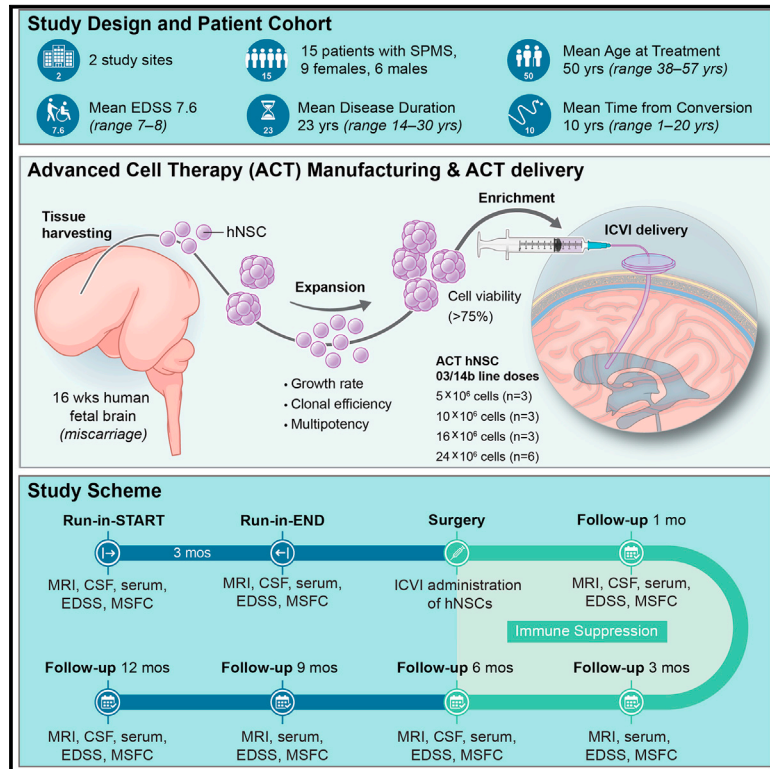 Study Design and Patient Cohort
2
2 study sites
15
15 patients with SPMS,
9 females, 6 males
50
Mean Age at Treatment
50 yrs (range 38–57 yrs)
7.6
Mean EDSS 7.6
(range 7–8)
23
Mean Disease Duration
23 yrs (range 14–30 yrs)
10
Mean Time from Conversion
10 yrs (range 1–20 yrs)
Advanced Cell Therapy (ACT) Manufacturing & ACT delivery
Tissue
harvesting
hNSC
Expansion
• Growth rate
• Clonal efficiency
• Multipotency
16 wks human
fetal brain
(miscarriage)
Enrichment
Cell viability
(>75%)
ICVI delivery
ACT hNSC
03/14b line doses
5×10⁶ cells (n=3)
10×10⁶ cells (n=3)
16×10⁶ cells (n=3)
24×10⁶ cells (n=6)
Study Scheme
Run-in-START
3 mos
MRI, CSF, serum,
EDSS, MSFC
Run-in-END
MRI, CSF, serum,
EDSS, MSFC
Surgery
ICVI administration
of hNSCs
Follow-up 1 mo
MRI, CSF, serum,
EDSS, MSFC
Immune Suppression
Follow-up 12 mos
MRI, CSF, serum,
EDSS, MSFC
Follow-up 9 mos
MRI, serum,
EDSS, MSFC
Follow-up 6 mos
MRI, CSF, serum,
EDSS, MSFC
Follow-up 3 mos
MRI, serum,
EDSS, MSFC